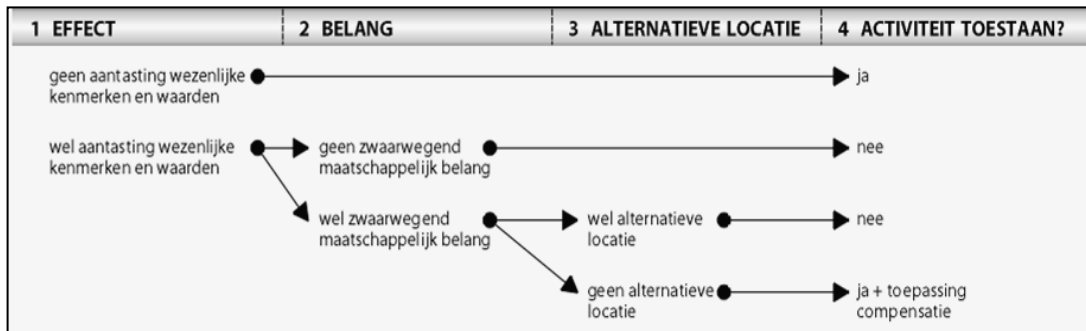 1 EFFECT 2 BELANG 3 ALTERNATIEVE LOCATIE 4 ACTIVITEIT TOESTAAN?
geen aantasting wezenlijke ja
kenmerken en waarden
wel aantasting wezenlijke geen zwaarwegend nee
kenmerken en waarden maatschappelijk belang
wel zwaarwegend wel alternatieve nee
maatschappelijk belang locatie
geen alternatieve ja + toepassing
locatie compensatie